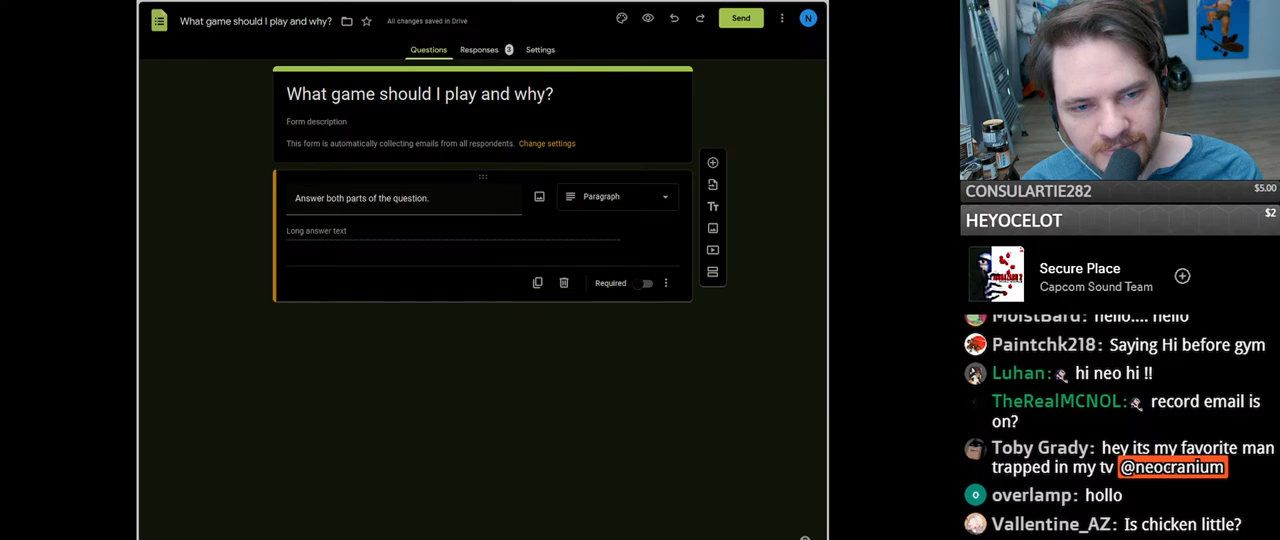 What game should I play and why?
All changes saved in Drive
Send
N
Questions
Responses 3
Settings
What game should I play and why?
Form description
This form is automatically collecting emails from all respondents. Change settings
Answer both parts of the question.
Paragraph
Long answer text
Required
CONSULARTIE282 $5.00
HEYOCELOT $2
Secure Place
Capcom Sound Team
MoistBard: hello.... hello
Paintchk218: Saying Hi before gym
Luhan: hi neo hi !!
TheRealMCNOL: record email is
on?
Toby Grady: hey its my favorite man
trapped in my tv @neocranium
overlamp: hollo
Vallentine_AZ: Is chicken little?